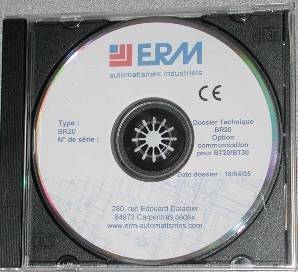 ERM
automatismes industriels
CE
Type :
BR20
N° de série :
Dossier Technique
BR20
Option
communication
pour BT20/BT30
Date dossier : 18/04/05
280, rue Edouard Daladier
84973 Carpentras cédex
www.erm-automatismes.com